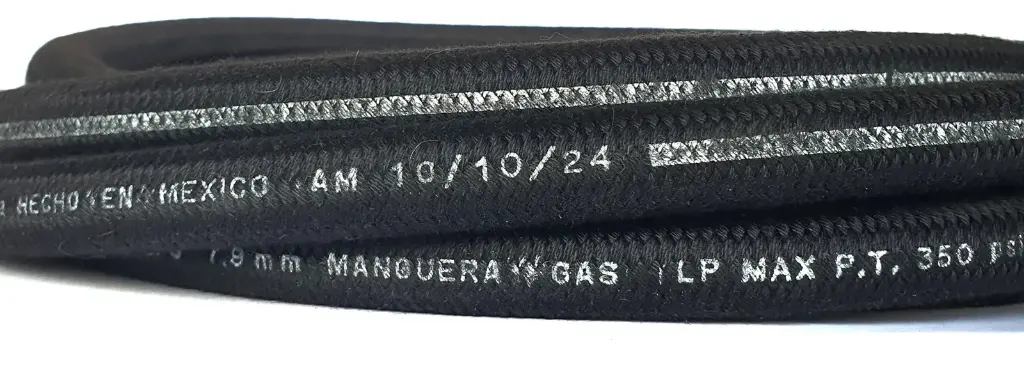 HECHO EN MEXICO AM 10/10/24
7.9 mm MANGUERA GAS LP MAX P.T. 350 psi